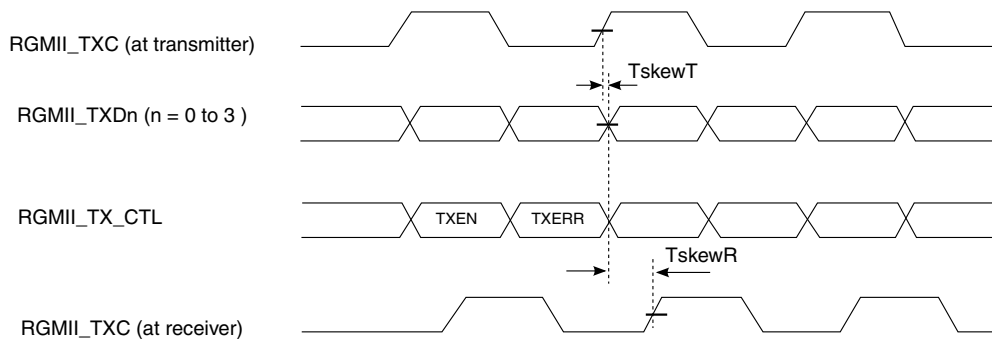 RGMII_TXC (at transmitter)
TskewT
RGMII_TXDn (n = 0 to 3 )
RGMII_TX_CTL
TXEN
TXERR
TskewR
RGMII_TXC (at receiver)